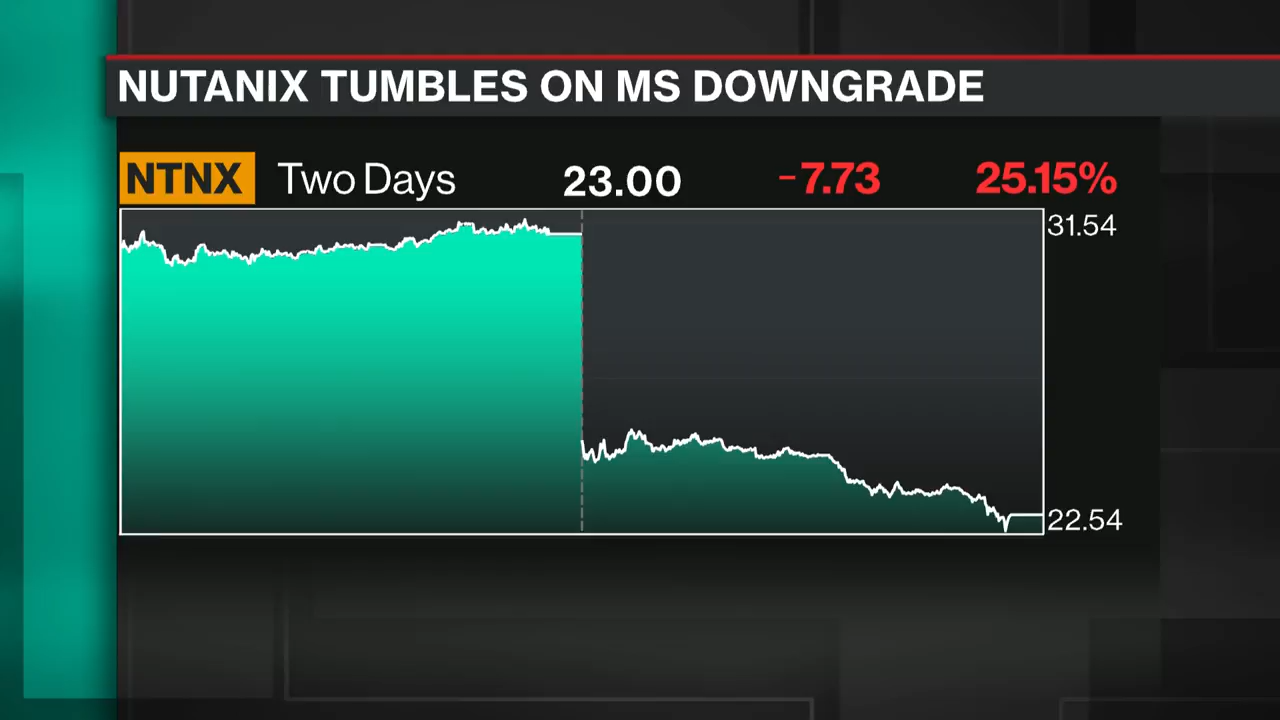 NUTANIX TUMBLES ON MS DOWNGRADE
NTNX Two Days 23.00 -7.73 25.15%
31.54
22.54